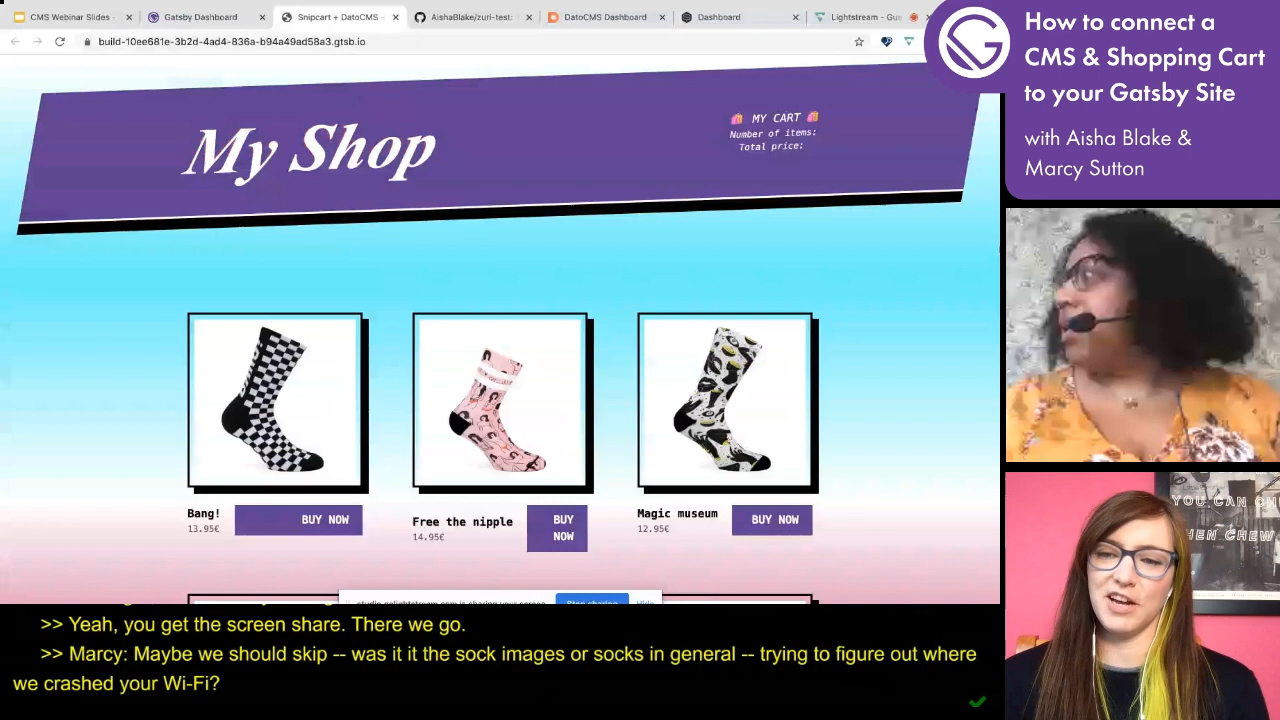 CMS Webinar Slides -
Gatsby Dashboard
Snipcart + DatoCMS -
AishaBlake/zuri-test:
DatoCMS Dashboard
Dashboard
Lightstream - Gue
build-10ee681e-3b2d-4ad4-836a-b94a49ad58a3.gtsb.io
How to connect a
CMS & Shopping Cart
to your Gatsby Site
with Aisha Blake &
Marcy Sutton
My Shop
MY CART
Number of items:
Total price:
Bang!
13.95€
BUY NOW
Free the nipple
14.95€
BUY
NOW
Magic museum
12.95€
BUY NOW
YOU CAN
HEN CHEW
>> Yeah, you get the screen share. There we go.
>> Marcy: Maybe we should skip -- was it it the sock images or socks in general -- trying to figure out where
we crashed your Wi-Fi?